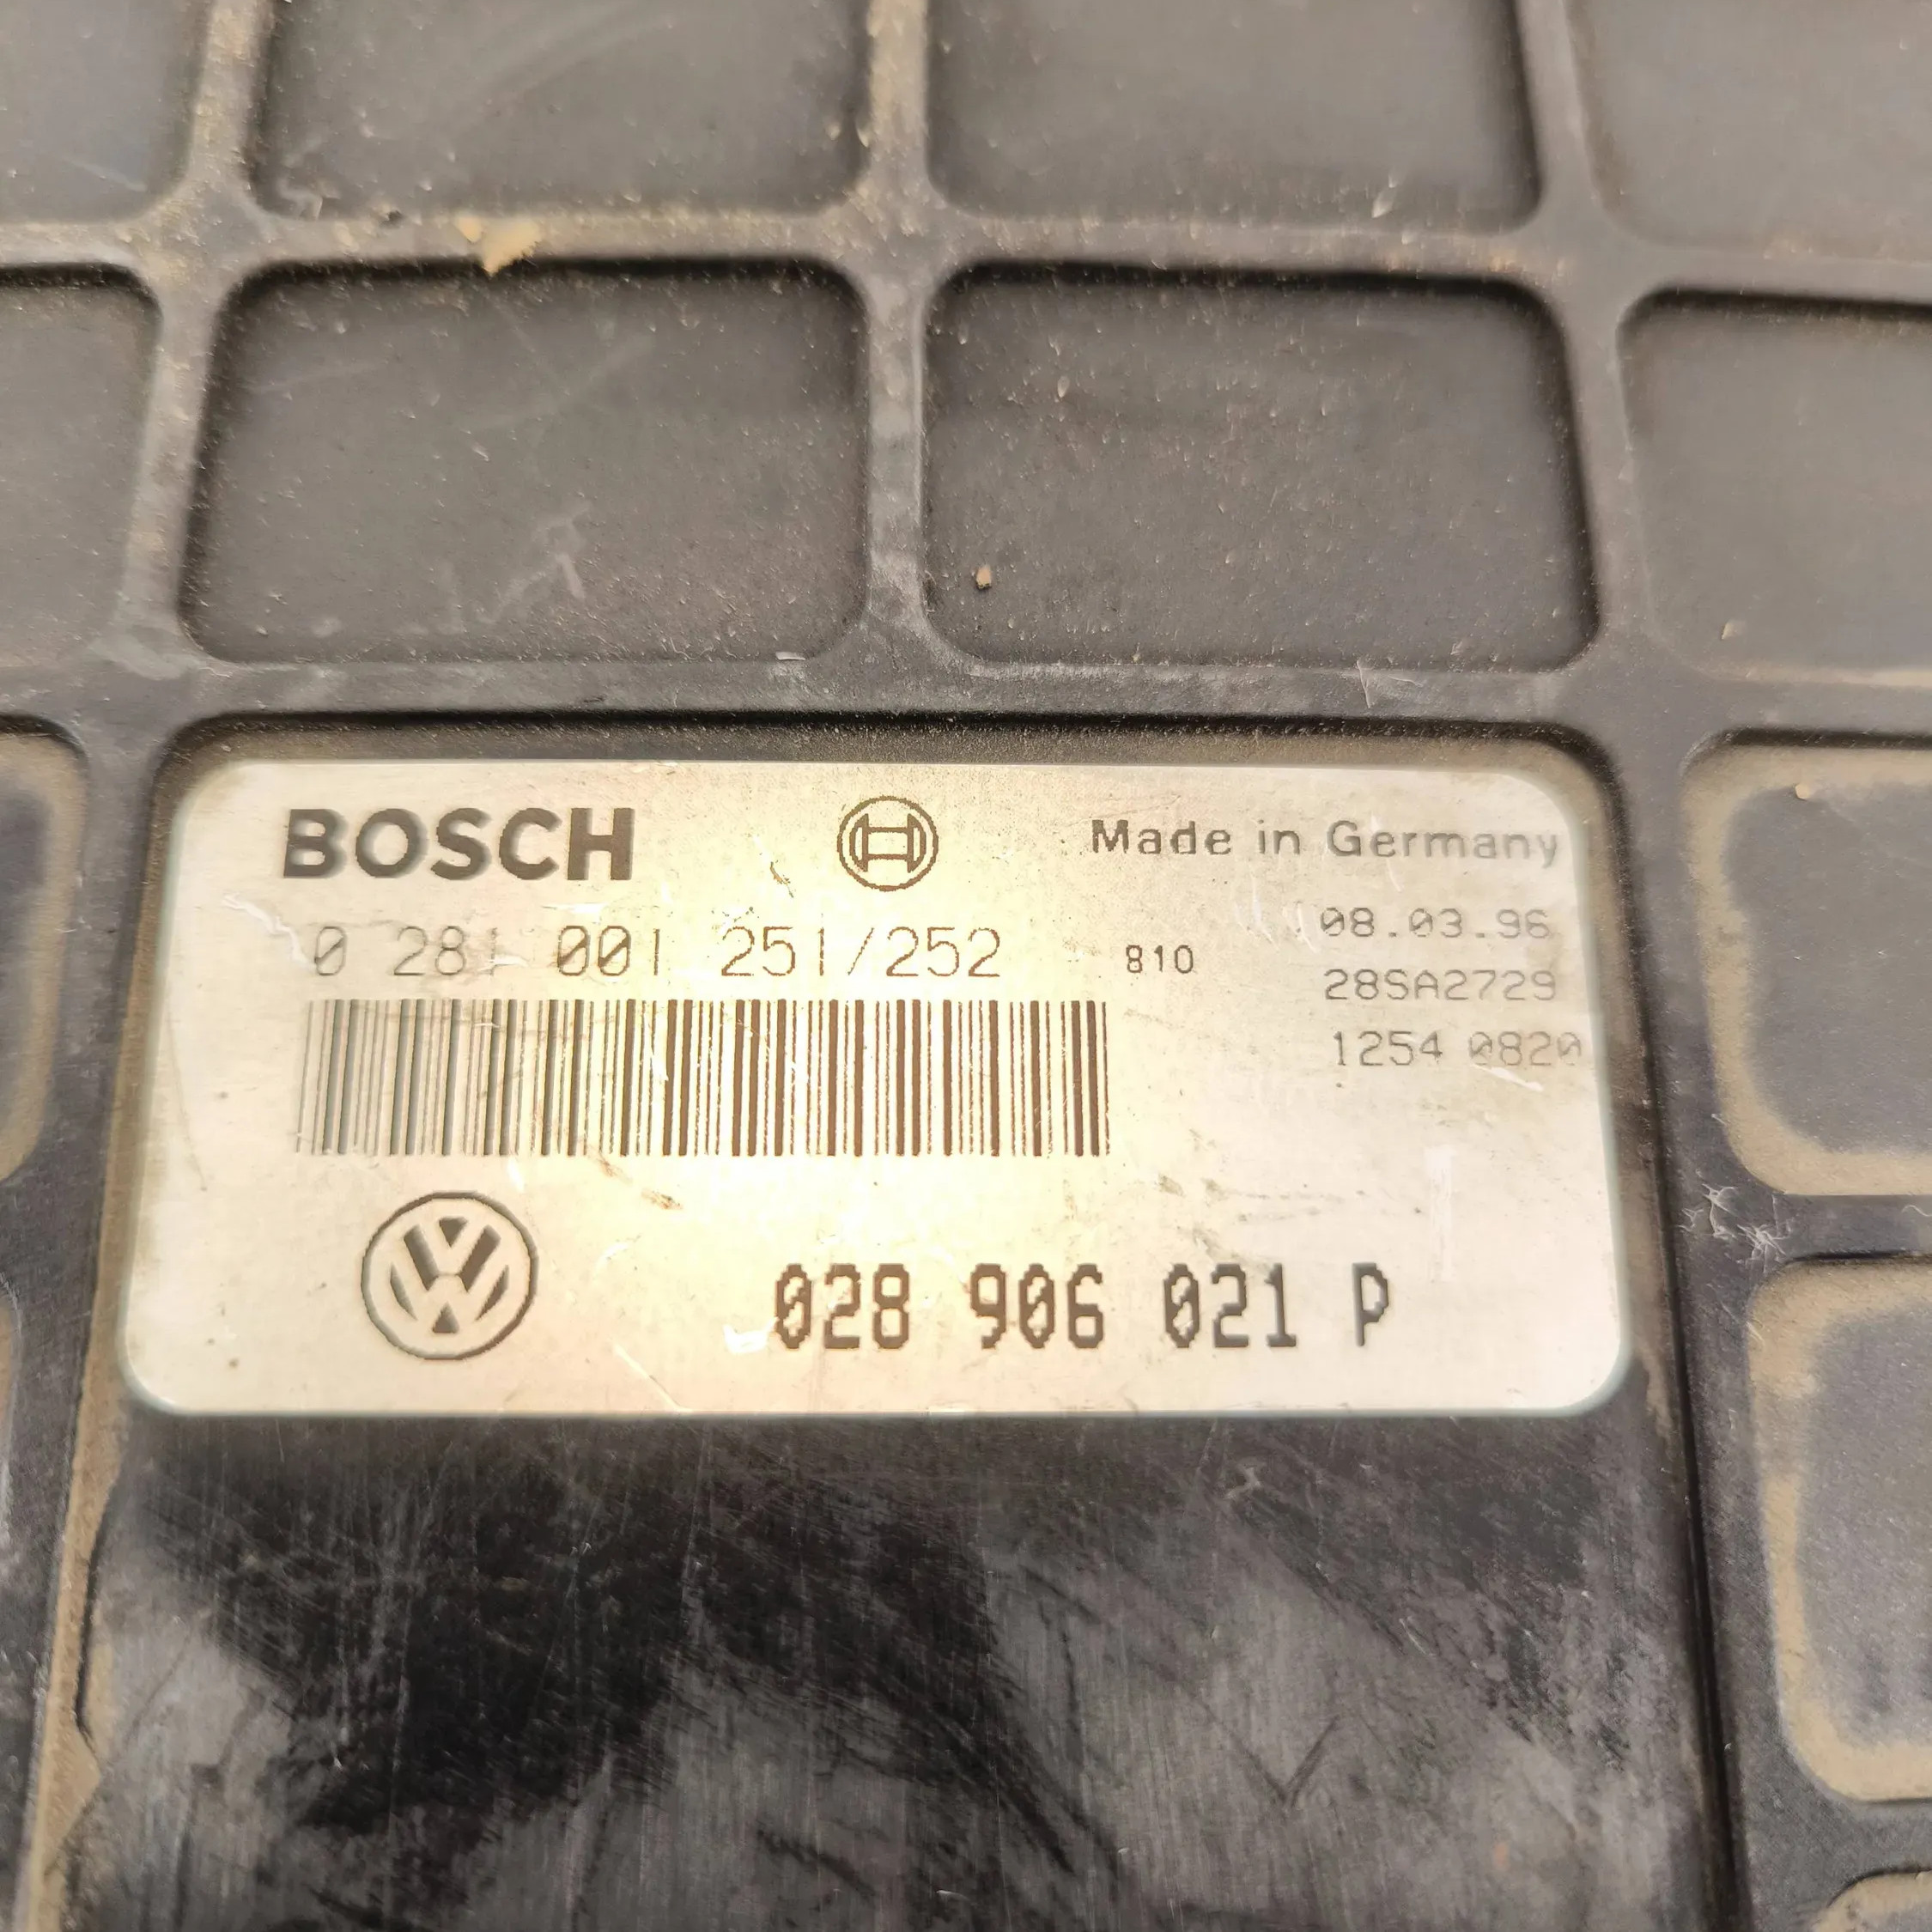 BOSCH Made in Germany
0 281 001 251/252 810 08.03.96
28SA2729
1254 0820
028 906 021 P